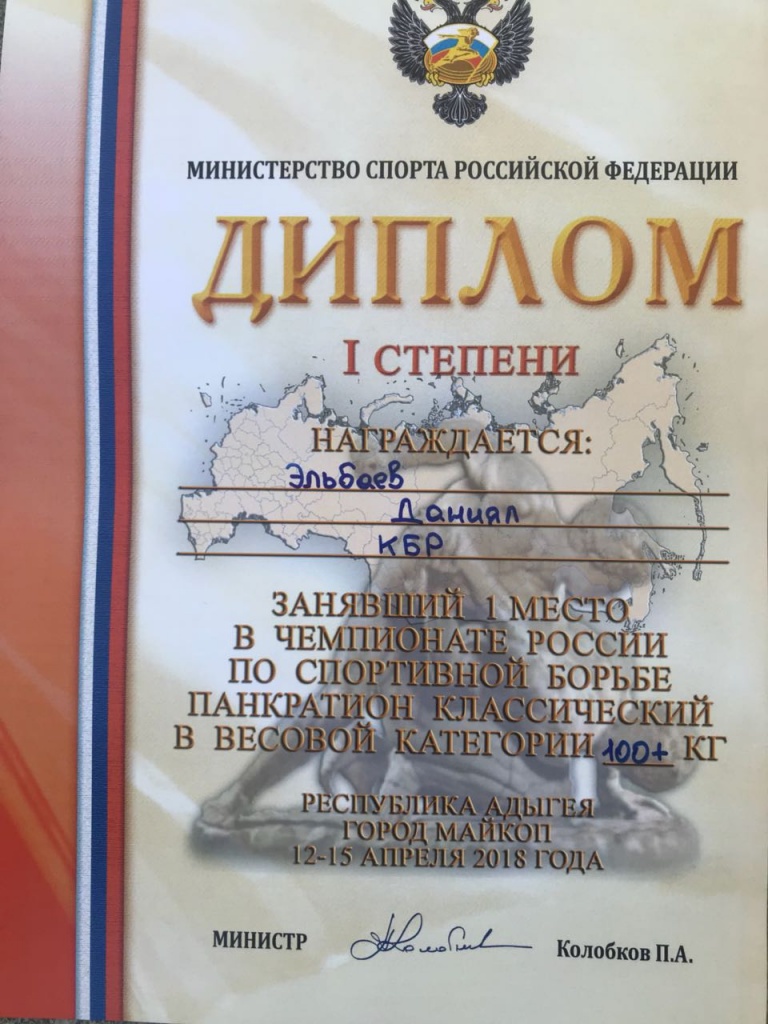 МИНИСТЕРСТВО СПОРТА РОССИЙСКОЙ ФЕДЕРАЦИИ
ДИПЛОМ
I СТЕПЕНИ
НАГРАЖДАЕТСЯ:
Эльбаев
Даниял
КБР
ЗАНЯВШИЙ 1 МЕСТО
В ЧЕМПИОНАТЕ РОССИИ
ПО СПОРТИВНОЙ БОРЬБЕ
ПАНКРАТИОН КЛАССИЧЕСКИЙ
В ВЕСОВОЙ КАТЕГОРИИ 100+ КГ
РЕСПУБЛИКА АДЫГЕЯ
ГОРОД МАЙКОП
12-15 АПРЕЛЯ 2018 ГОДА
МИНИСТР Колобков П.А.